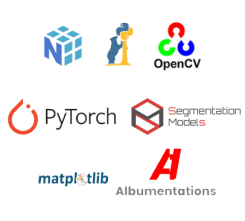 OpenCV
PyTorch
Segmentation
Models
matplotlib
Albumentations